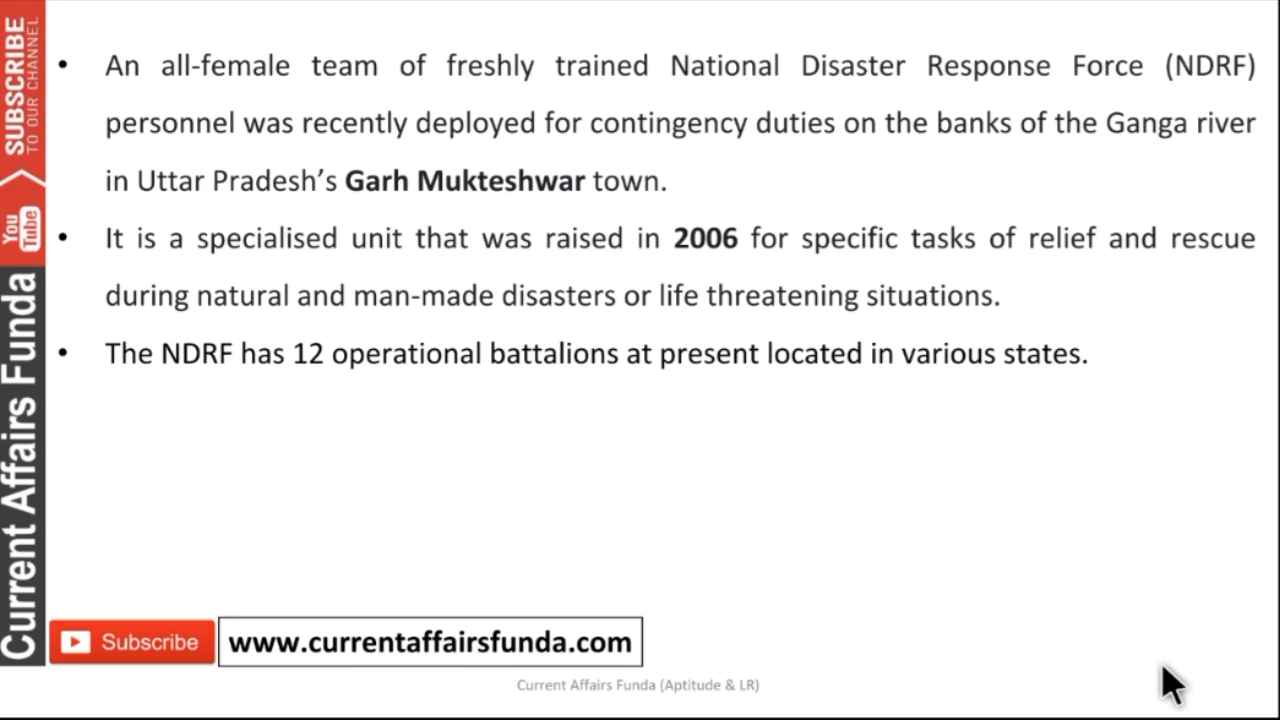 SUBSCRIBE
TO OUR CHANNEL
You Tube
Current Affairs Funda
• An all-female team of freshly trained National Disaster Response Force (NDRF)
personnel was recently deployed for contingency duties on the banks of the Ganga river
in Uttar Pradesh’s Garh Mukteshwar town.
• It is a specialised unit that was raised in 2006 for specific tasks of relief and rescue
during natural and man-made disasters or life threatening situations.
• The NDRF has 12 operational battalions at present located in various states.
Subscribe
www.currentaffairsfunda.com
Current Affairs Funda (Aptitude & LR)